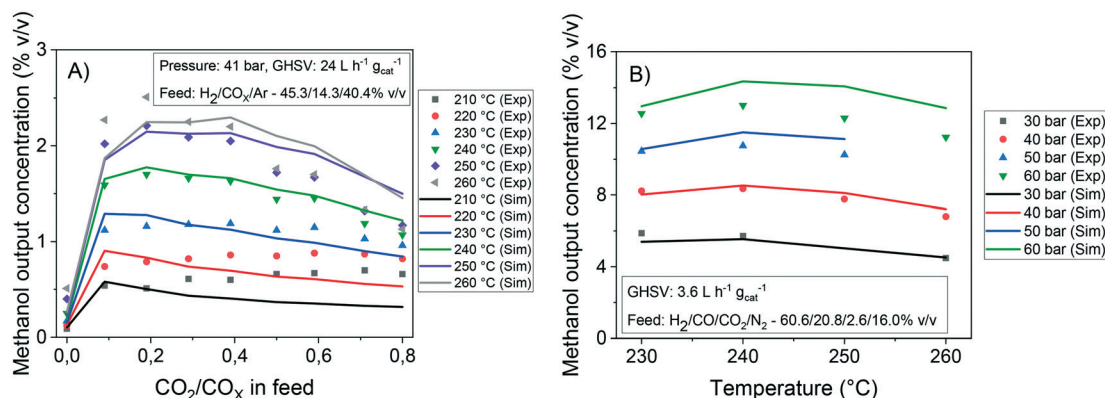 Methanol output concentration (% v/v)
3
2
1
0
0,0 0,2 0,4 0,6 0,8
CO₂/COₓ in feed
A)
Pressure: 41 bar, GHSV: 24 L h⁻¹ g_cat⁻¹
Feed: H₂/COₓ/Ar - 45.3/14.3/40.4% v/v
210 °C (Exp)
220 °C (Exp)
230 °C (Exp)
240 °C (Exp)
250 °C (Exp)
260 °C (Exp)
210 °C (Sim)
220 °C (Sim)
230 °C (Sim)
240 °C (Sim)
250 °C (Sim)
260 °C (Sim)
Methanol output concentration (% v/v)
16
12
8
4
0
230 240 250 260
Temperature (°C)
B)
GHSV: 3.6 L h⁻¹ g_cat⁻¹
Feed: H₂/CO/CO₂/N₂ - 60.6/20.8/2.6/16.0% v/v
30 bar (Exp)
40 bar (Exp)
50 bar (Exp)
60 bar (Exp)
30 bar (Sim)
40 bar (Sim)
50 bar (Sim)
60 bar (Sim)